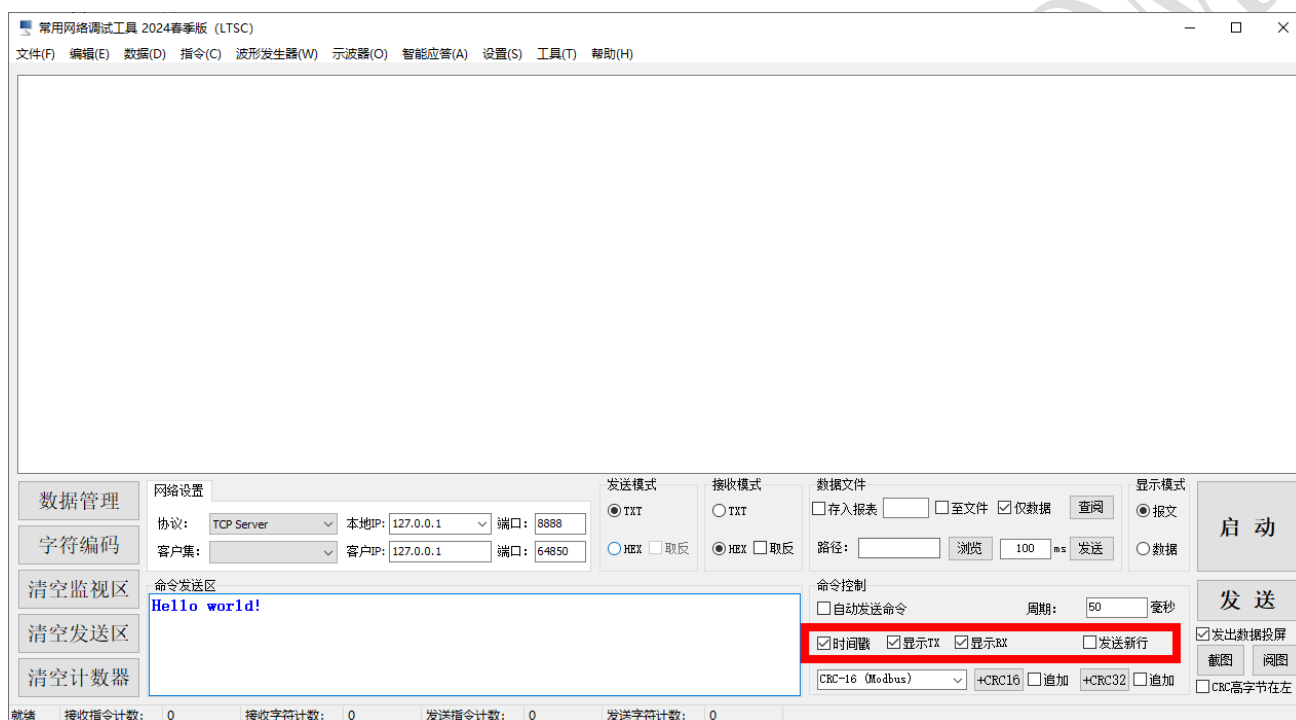 常用网络调试工具 2024春季版（LTSC）
文件(F) 编辑(E) 数据(D) 指令(C) 波形发生器(W) 示波器(O) 智能应答(A) 设置(S) 工具(T) 帮助(H)
数据管理
字符编码
清空监视区
清空发送区
清空计数器
网络设置
协议: TCP Server 本地IP: 127.0.0.1 端口: 8888
客户集: 客户IP: 127.0.0.1 端口: 64850
发送模式
TXT
HEX 取反
接收模式
TXT
HEX 取反
数据文件
存入报表 至文件 仅数据 查阅
路径: 浏览 100 ms 发送
显示模式
报文
数据
启 动
命令发送区
Hello world!
命令控制
自动发送命令 周期: 50 毫秒
时间戳 显示TX 显示RX 发送新行
CRC-16 (Modbus) +CRC16 追加 +CRC32 追加
发 送
发出数据投屏
截图 阅图
CRC高字节在左
就绪 接收指令计数: 0 接收字符计数: 0 发送指令计数: 0 发送字符计数: 0